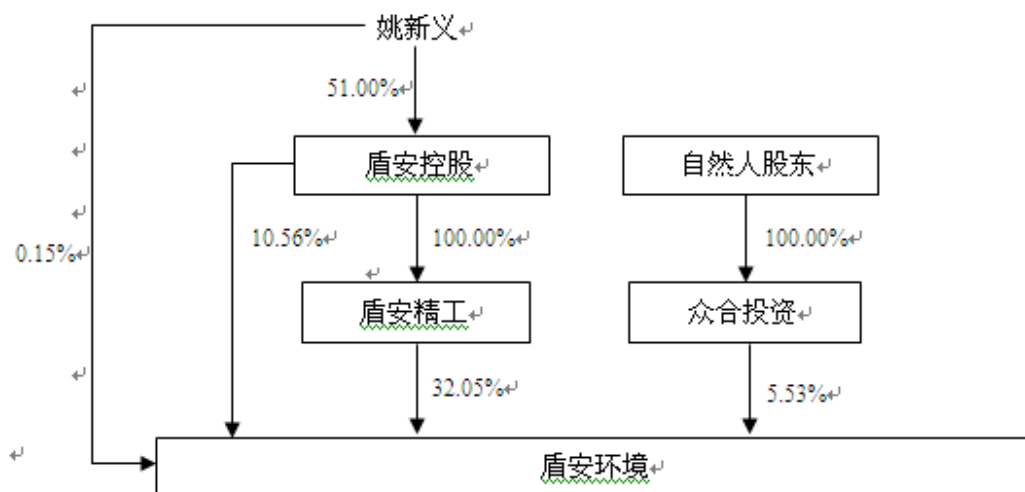 姚新义
51.00%
盾安控股
自然人股东
0.15%
10.56%
100.00%
100.00%
盾安精工
众合投资
32.05%
5.53%
盾安环境